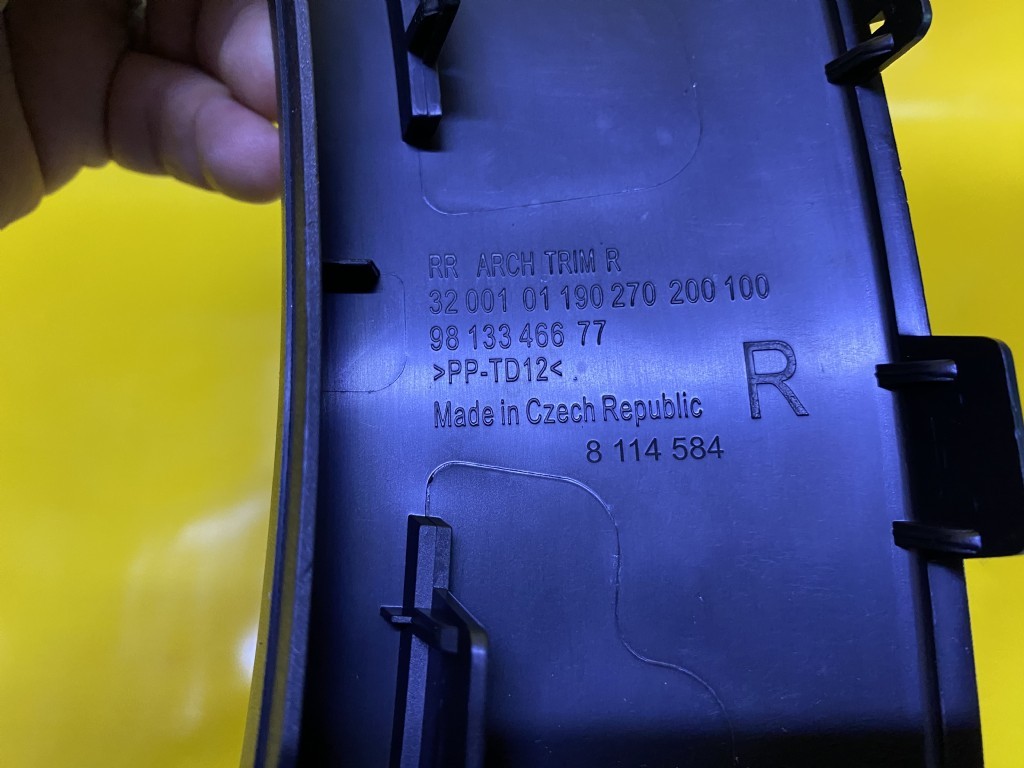 RR ARCH TRIM R
32 001 01 190 270 200 100
98 133 466 77
>PP-TD12<
R
Made in Czech Republic
8 114 584